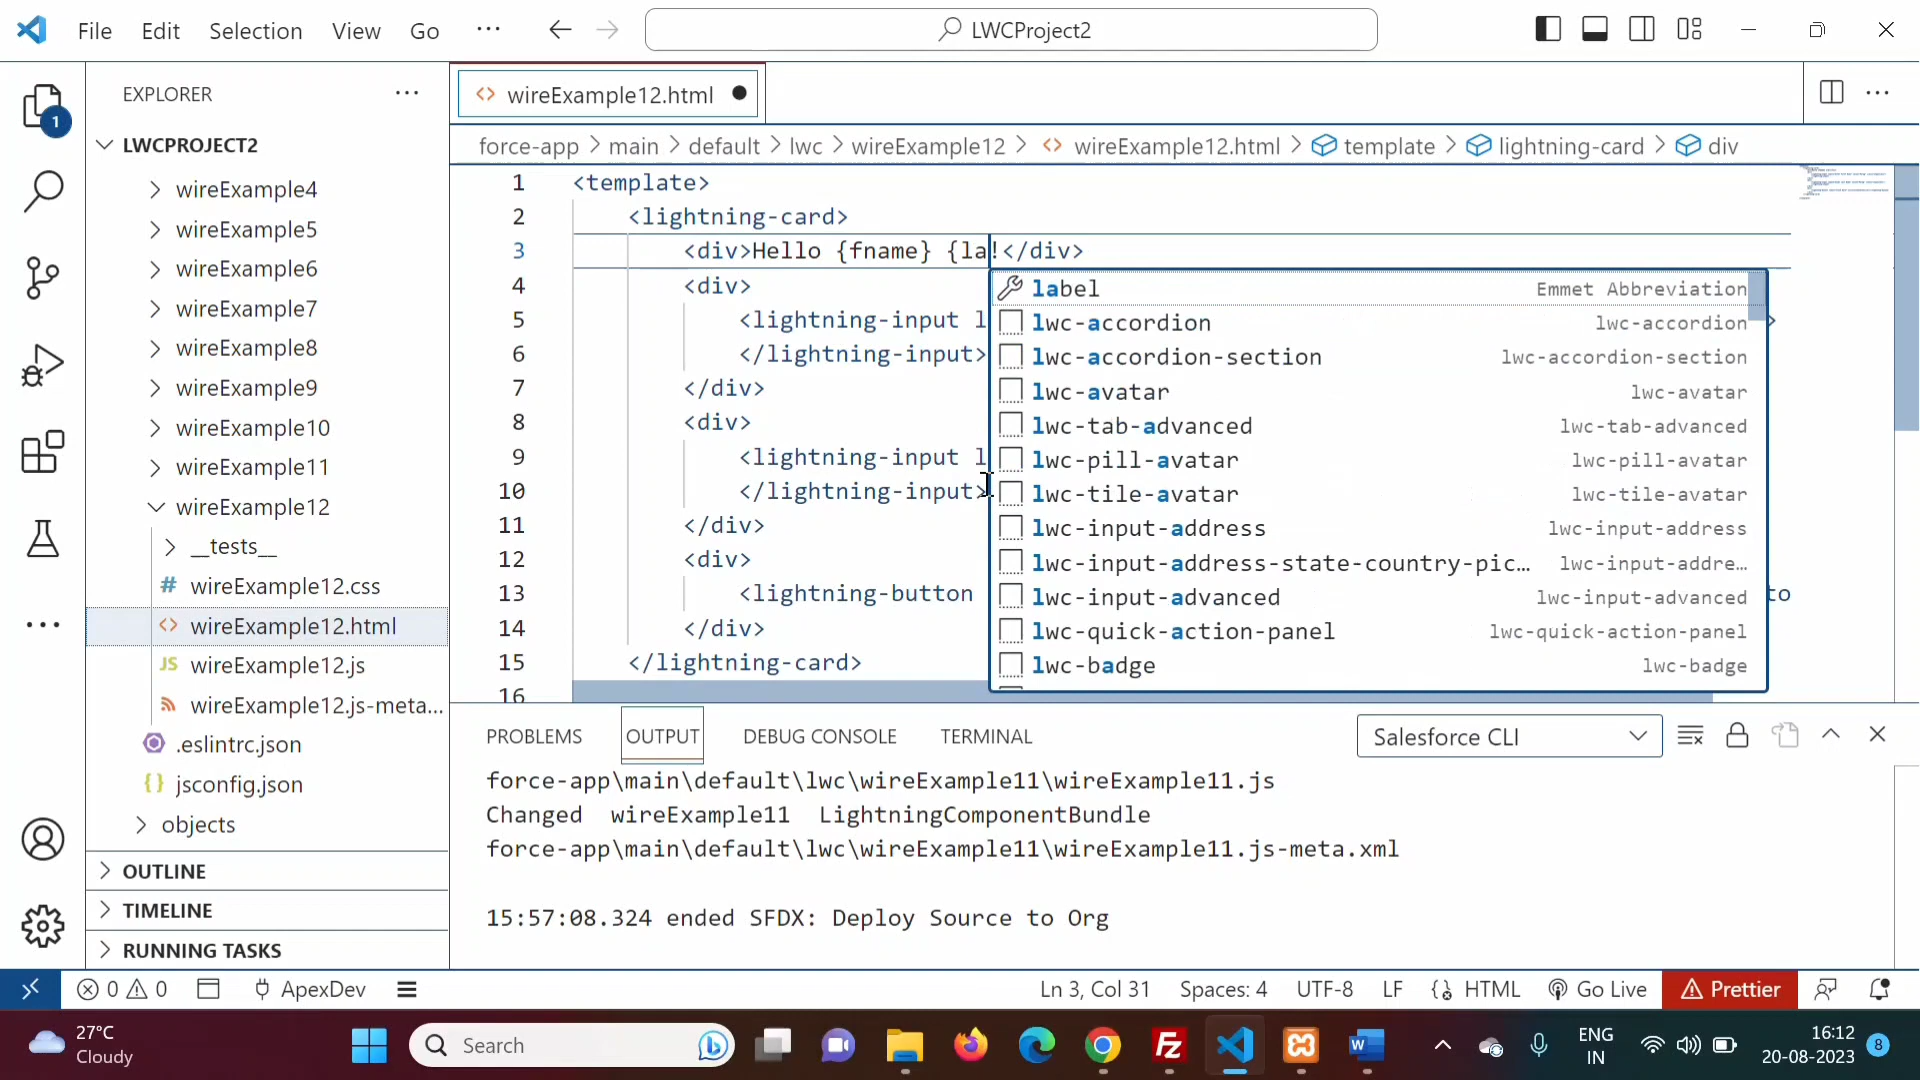 File Edit Selection View Go ··· LWCProject2
EXPLORER ···
wireExample12.html
LWCPROJECT2
force-app > main > default > lwc > wireExample12 > wireExample12.html > template > lightning-card > div
wireExample4
wireExample5
wireExample6
wireExample7
wireExample8
wireExample9
wireExample10
wireExample11
wireExample12
__tests__
wireExample12.css
wireExample12.html
wireExample12.js
wireExample12.js-meta...
.eslintrc.json
jsconfig.json
objects
OUTLINE
TIMELINE
RUNNING TASKS
1
1 <template>
2 <lightning-card>
3 <div>Hello {fname} {la!</div>
4 <div>
5 <lightning-input l >
6 </lightning-input>
7 </div>
8 <div>
9 <lightning-input l
10 </lightning-input>
11 </div>
12 <div>
13 <lightning-button to
14 </div>
15 </lightning-card>
16
label Emmet Abbreviation
lwc-accordion lwc-accordion
lwc-accordion-section lwc-accordion-section
lwc-avatar lwc-avatar
lwc-tab-advanced lwc-tab-advanced
lwc-pill-avatar lwc-pill-avatar
lwc-tile-avatar lwc-tile-avatar
lwc-input-address lwc-input-address
lwc-input-address-state-country-pic... lwc-input-addre...
lwc-input-advanced lwc-input-advanced
lwc-quick-action-panel lwc-quick-action-panel
lwc-badge lwc-badge
PROBLEMS OUTPUT DEBUG CONSOLE TERMINAL Salesforce CLI
force-app\main\default\lwc\wireExample11\wireExample11.js
Changed wireExample11 LightningComponentBundle
force-app\main\default\lwc\wireExample11\wireExample11.js-meta.xml
15:57:08.324 ended SFDX: Deploy Source to Org
0 0 ApexDev Ln 3, Col 31 Spaces: 4 UTF-8 LF HTML Go Live Prettier
27°C
Cloudy
Search
ENG
IN
16:12
20-08-2023
8